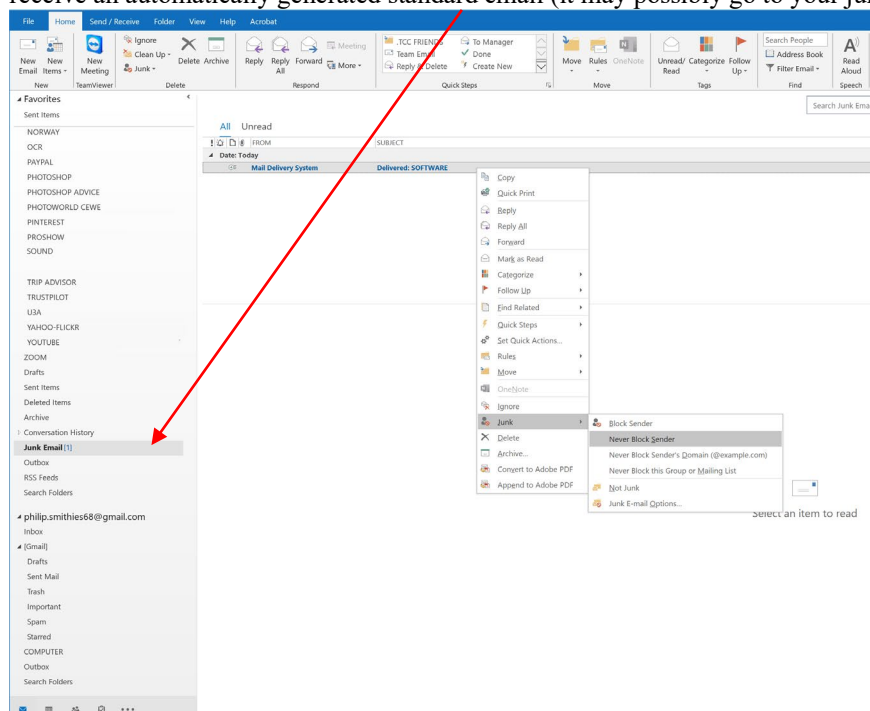 receive an automatically generated standard email (it may possibly go to your jun
File Home Send / Receive Folder View Help Acrobat
New Email
New Items
New Meeting
Ignore
Clean Up
Junk
Delete Archive
Reply Reply All Forward
Meeting
More
.TCC FRIENDS
Team Email
Reply & Delete
To Manager
Done
Create New
Move Rules OneNote
Unread/ Read Categorize Follow Up
Search People
Address Book
Filter Email
Read Aloud
New TeamViewer Delete Respond Quick Steps Move Tags Find Speech
Favorites
Sent Items
NORWAY
OCR
PAYPAL
PHOTOSHOP
PHOTOSHOP ADVICE
PHOTOWORLD CEWE
PINTEREST
PROSHOW
SOUND
TRIP ADVISOR
TRUSTPILOT
U3A
YAHOO-FLICKR
YOUTUBE
ZOOM
Drafts
Sent Items
Deleted Items
Archive
Conversation History
Junk Email [1]
Outbox
RSS Feeds
Search Folders
philip.smithies68@gmail.com
Inbox
[Gmail]
Drafts
Sent Mail
Trash
Important
Spam
Starred
COMPUTER
Outbox
Search Folders
Search Junk Ema
All Unread
FROM SUBJECT
Date: Today
Mail Delivery System Delivered: SOFTWARE
Copy
Quick Print
Reply
Reply All
Forward
Mark as Read
Categorize
Follow Up
Find Related
Quick Steps
Set Quick Actions...
Rules
Move
OneNote
Ignore
Junk
Delete
Archive...
Convert to Adobe PDF
Append to Adobe PDF
Block Sender
Never Block Sender
Never Block Sender's Domain (@example.com)
Never Block this Group or Mailing List
Not Junk
Junk E-mail Options...
Select an item to read